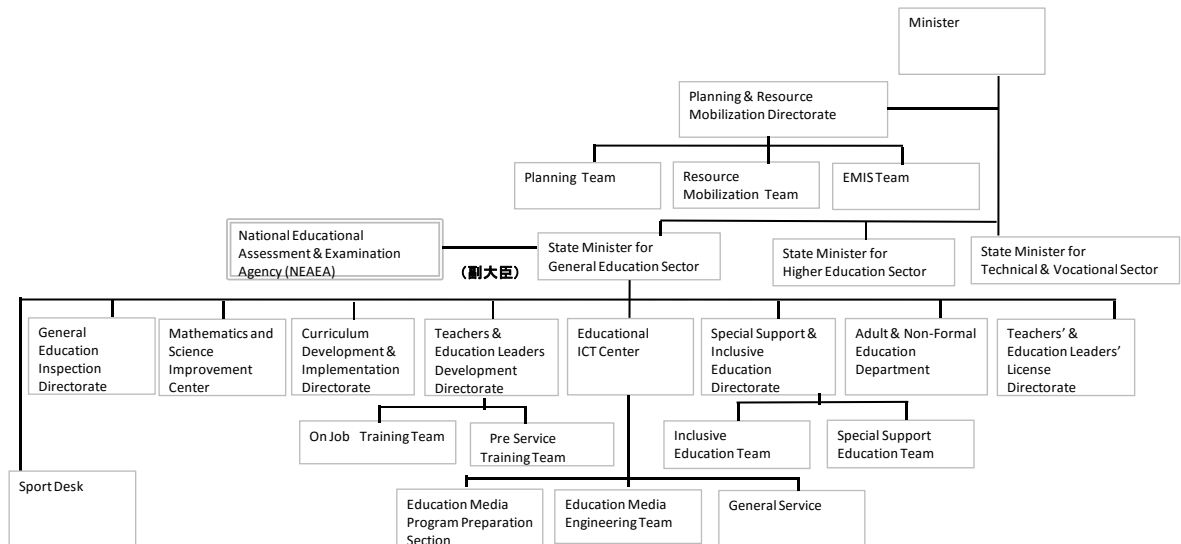 Minister
Planning & Resource
Mobilization Directorate
Planning Team
Resource
Mobilization Team
EMIS Team
National Educational
Assessment & Examination
Agency (NEAEA)
(副大臣)
State Minister for
General Education Sector
State Minister for
Higher Education Sector
State Minister for
Technical & Vocational Sector
General
Education
Inspection
Directorate
Mathematics and
Science
Improvement
Center
Curriculum
Development &
Implementation
Directorate
Teachers &
Education Leaders
Development
Directorate
Educational
ICT Center
Special Support &
Inclusive
Education
Directorate
Adult & Non-Formal
Education
Department
Teachers' &
Education Leaders'
License
Directorate
On Job Training Team
Pre Service
Training Team
Inclusive
Education Team
Special Support
Education Team
Sport Desk
Education Media
Program Preparation
Section
Education Media
Engineering Team
General Service